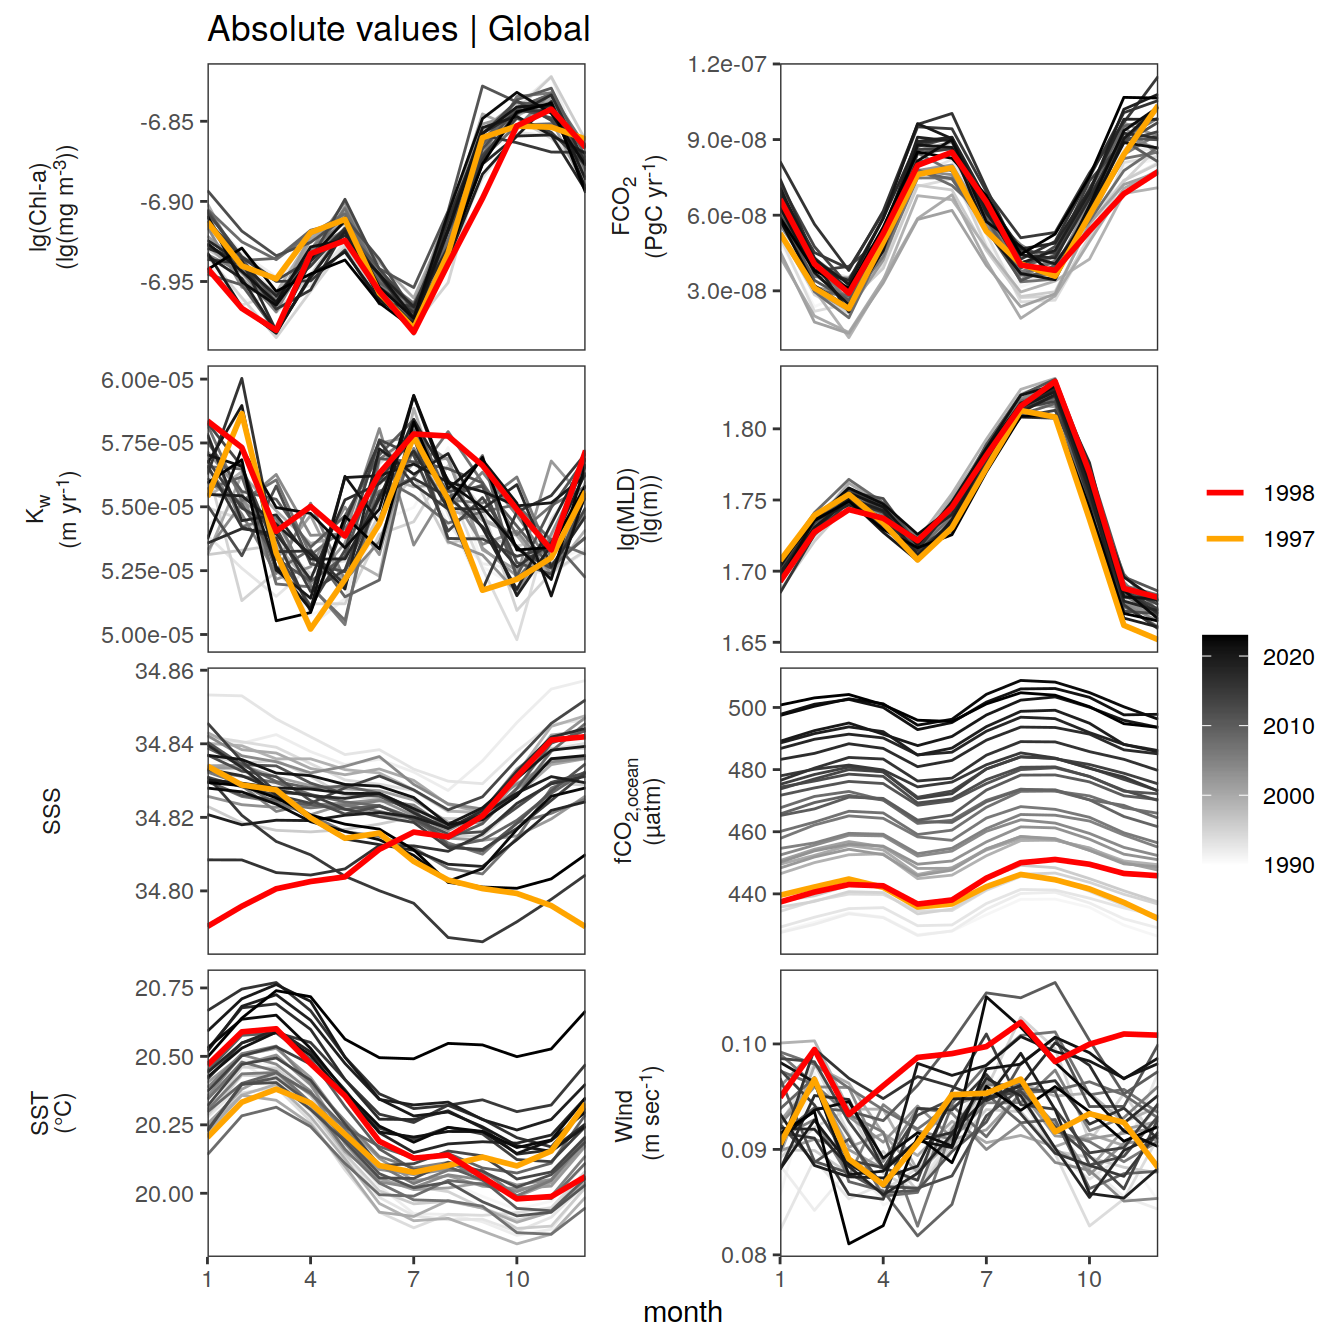 Absolute values | Global
lg(Chl-a)
(lg(mg m⁻³))
-6.85
-6.90
-6.95
FCO₂
(PgC yr⁻¹)
1.2e-07
9.0e-08
6.0e-08
3.0e-08
K_w
(m yr⁻¹)
6.00e-05
5.75e-05
5.50e-05
5.25e-05
5.00e-05
lg(MLD)
(lg(m))
1.80
1.75
1.70
1.65
SSS
34.86
34.84
34.82
34.80
fCO₂,ocean
(µatm)
500
480
460
440
SST
(°C)
20.75
20.50
20.25
20.00
Wind
(m sec⁻¹)
0.10
0.09
0.08
1 4 7 10
1 4 7 10
month
1998
1997
2020
2010
2000
1990